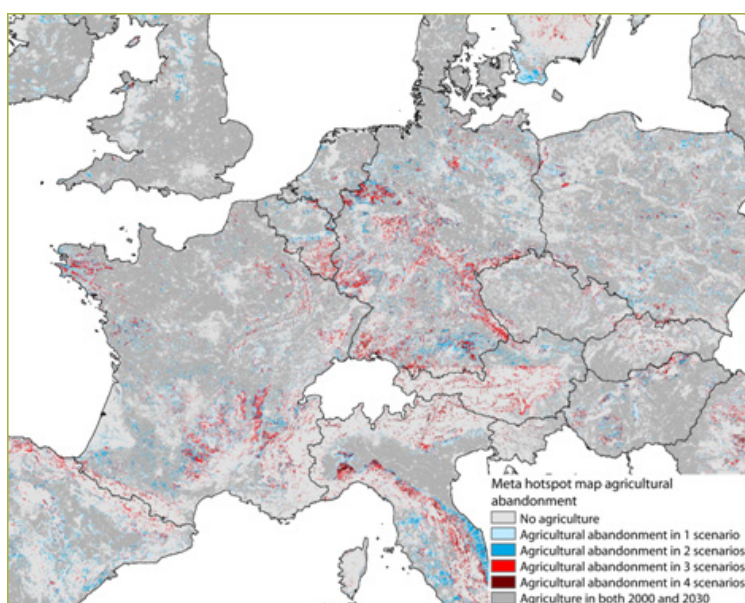 Meta hotspot map agricultural
abandonment
No agriculture
Agricultural abandonment in 1 scenario
Agricultural abandonment in 2 scenarios
Agricultural abandonment in 3 scenarios
Agricultural abandonment in 4 scenarios
Agriculture in both 2000 and 2030